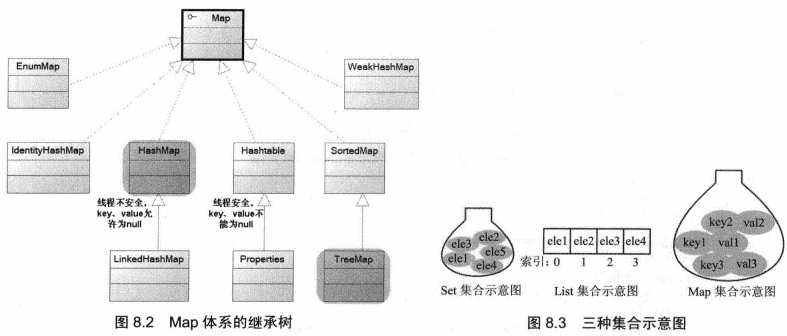 Map
EnumMap
WeakHashMap
IdentityHashMap
HashMap
Hashtable
SortedMap
线程不安全,
key、value允
许为null
线程安全,
key、value不
能为null
LinkedHashMap
Properties
TreeMap
图 8.2 Map 体系的继承树
ele2
ele3
ele5
ele1
ele4
Set 集合示意图
ele1 ele2 ele3 ele4
索引: 0 1 2 3
List 集合示意图
key2 val2
key1 val1
key3 val3
Map 集合示意图
图 8.3 三种集合示意图